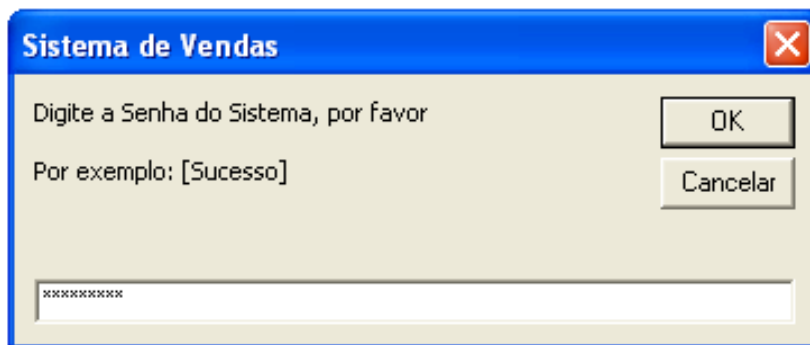 Sistema de Vendas
Digite a Senha do Sistema, por favor
OK
Por exemplo: [Sucesso]
Cancelar
*********